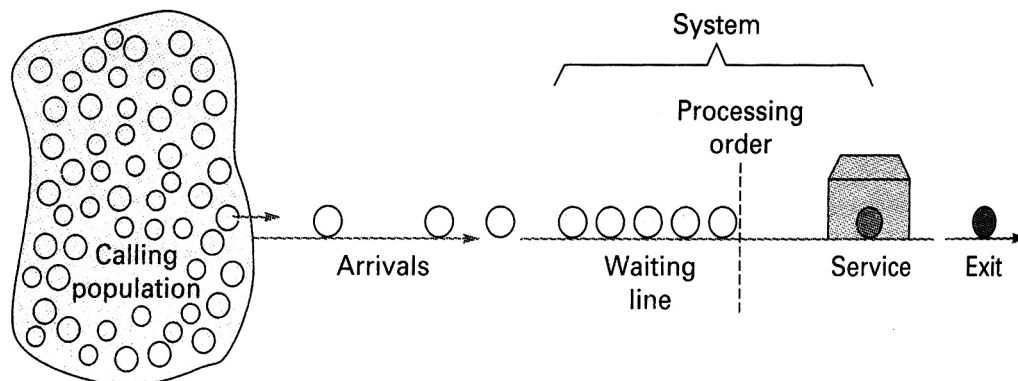 System
Processing
order
Calling
population
Arrivals
Waiting
line
Service
Exit